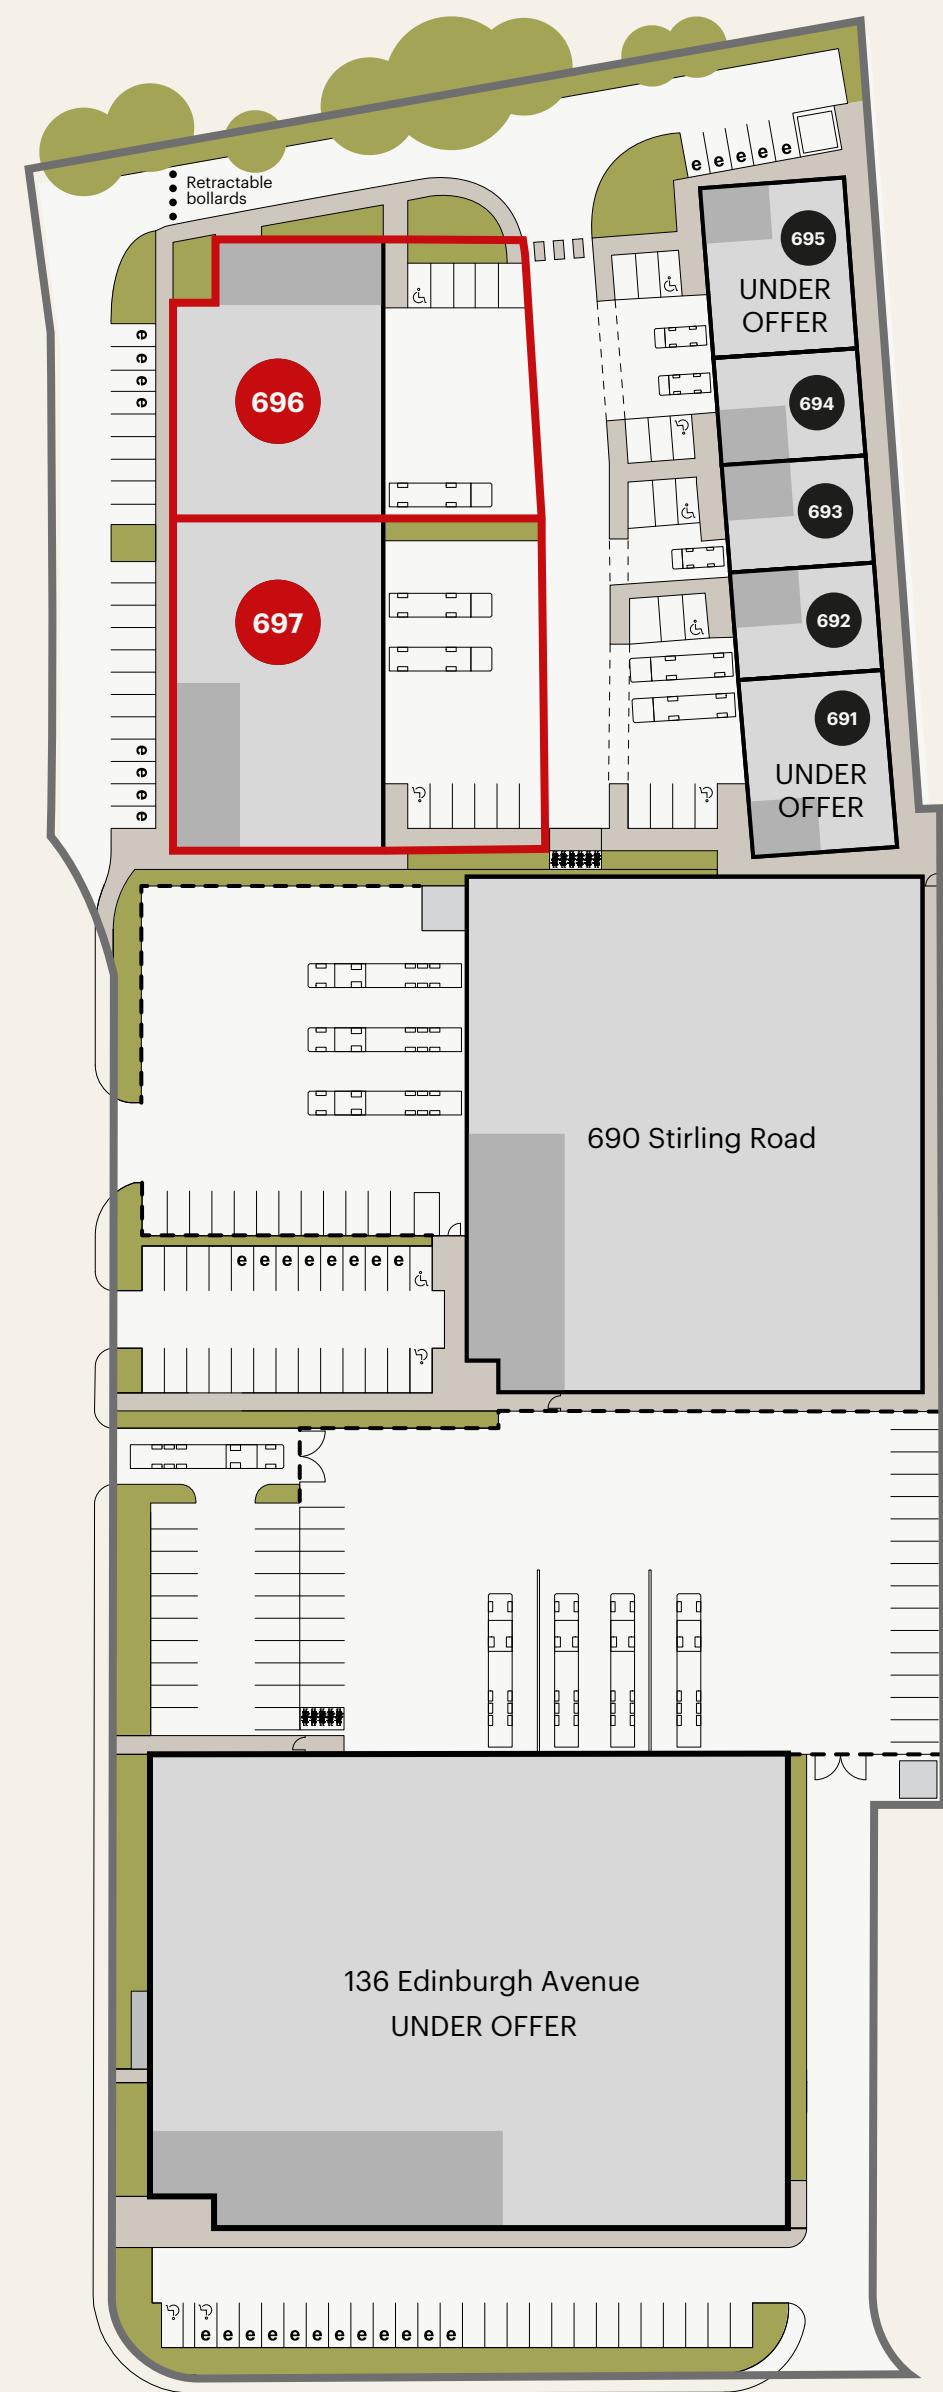 Retractable
bollards
e e e e e
695
UNDER
OFFER
e
e
e
e
696
694
693
697
692
691
UNDER
OFFER
e
e
e
e
690 Stirling Road
e e e e e e e e
136 Edinburgh Avenue
UNDER OFFER
e e e e e e e e e e e e